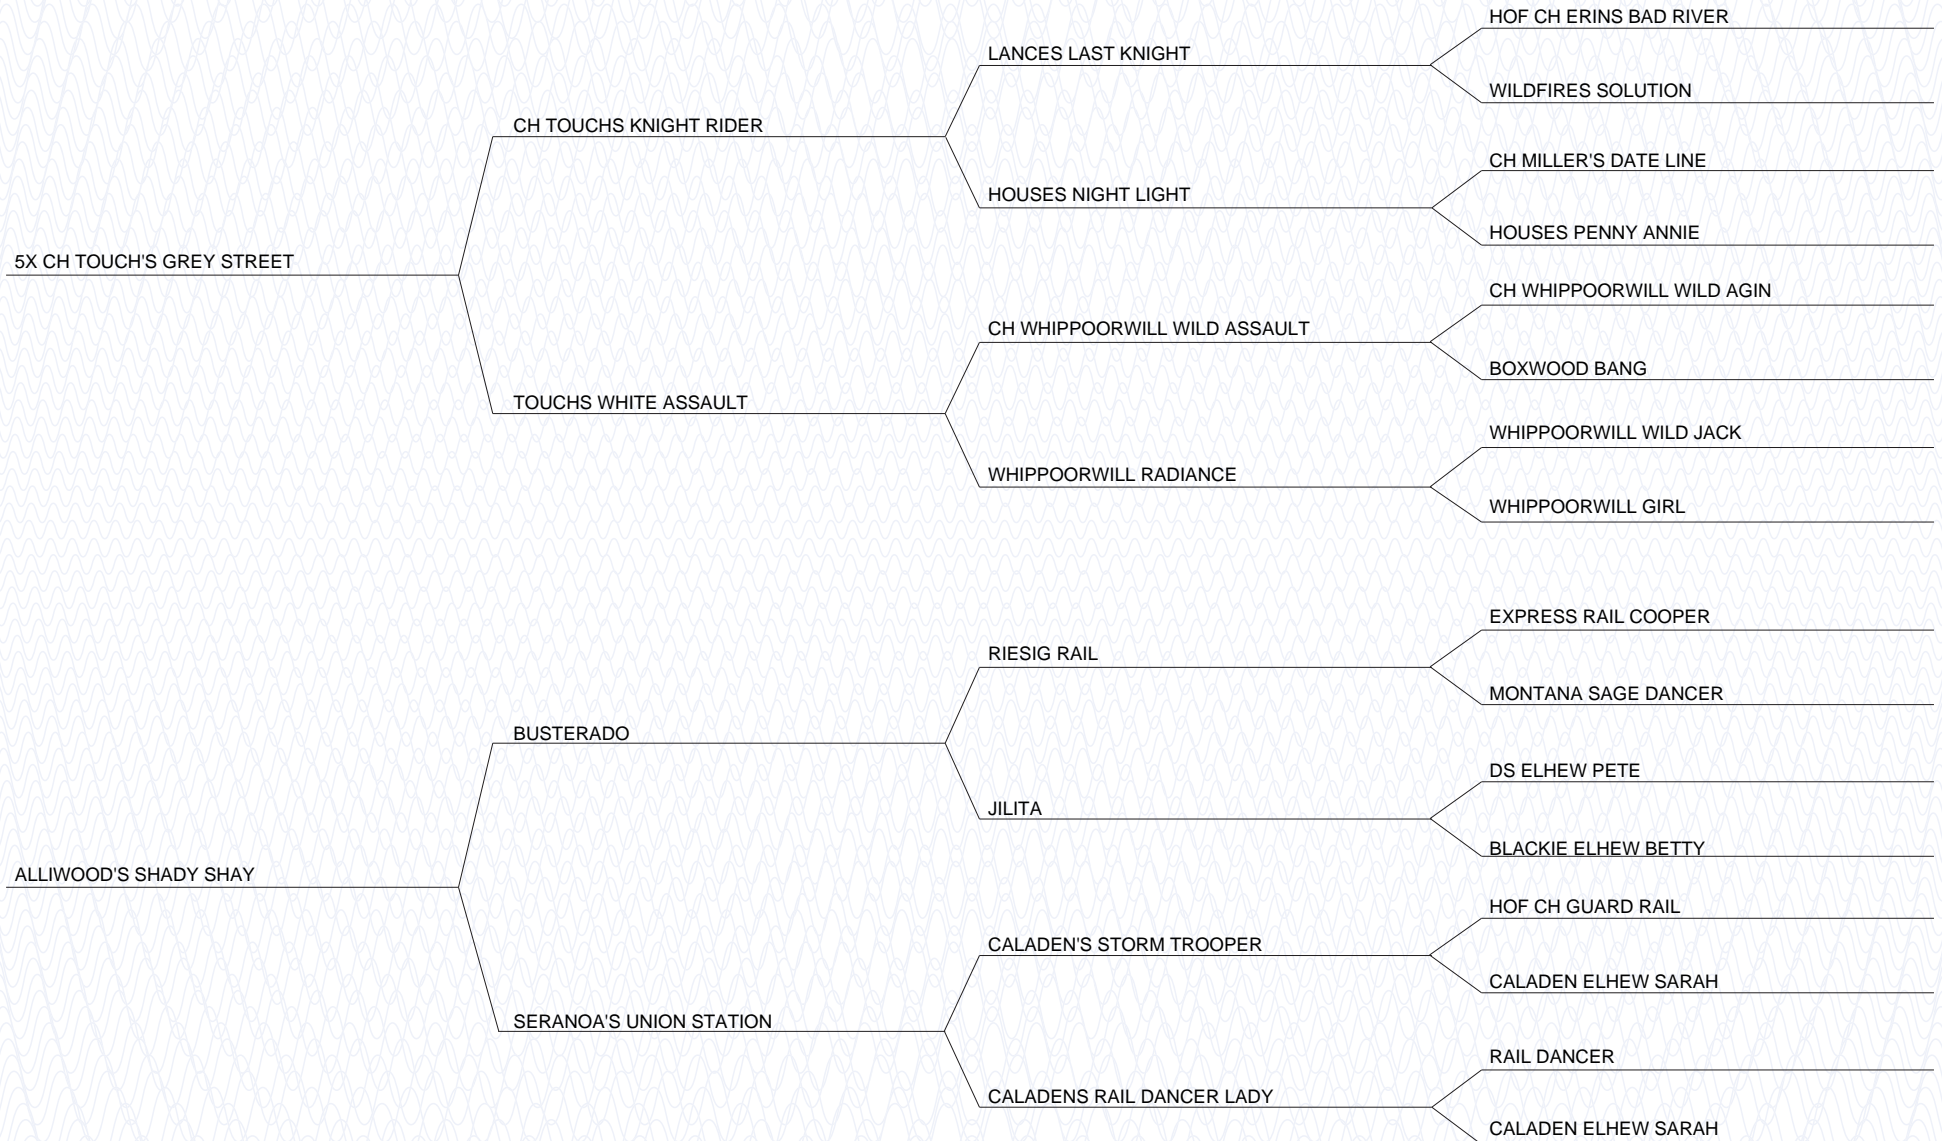 HOF CH ERINS BAD RIVER
LANCES LAST KNIGHT
WILDFIRES SOLUTION
CH TOUCHS KNIGHT RIDER
CH MILLER'S DATE LINE
HOUSES NIGHT LIGHT
HOUSES PENNY ANNIE
5X CH TOUCH'S GREY STREET
CH WHIPPOORWILL WILD AGIN
CH WHIPPOORWILL WILD ASSAULT
BOXWOOD BANG
TOUCHS WHITE ASSAULT
WHIPPOORWILL WILD JACK
WHIPPOORWILL RADIANCE
WHIPPOORWILL GIRL
EXPRESS RAIL COOPER
RIESIG RAIL
MONTANA SAGE DANCER
BUSTERADO
DS ELHEW PETE
JILITA
BLACKIE ELHEW BETTY
ALLIWOOD'S SHADY SHAY
HOF CH GUARD RAIL
CALADEN'S STORM TROOPER
CALADEN ELHEW SARAH
SERANOA'S UNION STATION
RAIL DANCER
CALADENS RAIL DANCER LADY
CALADEN ELHEW SARAH